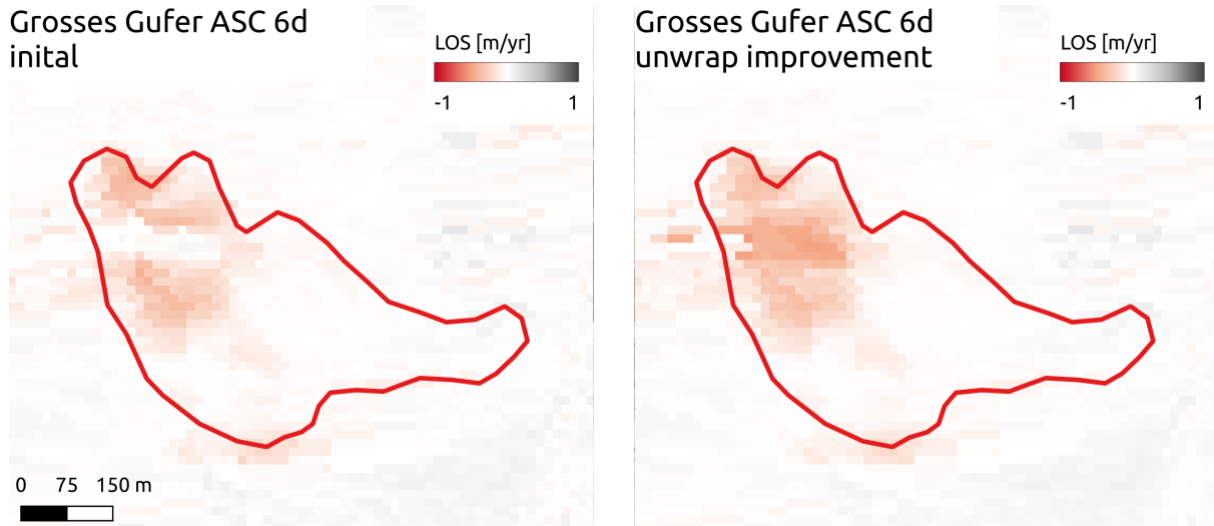 Grosses Gufer ASC 6d
inital
LOS [m/yr]
-1 1
0 75 150 m
Grosses Gufer ASC 6d
unwrap improvement
LOS [m/yr]
-1 1